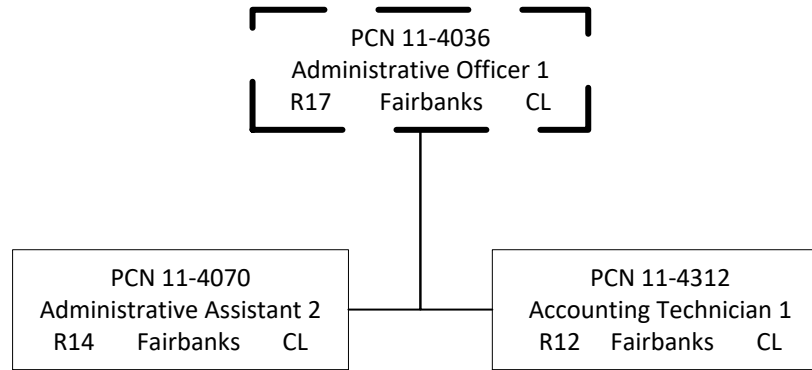 PCN 11-4036
Administrative Officer 1
R17 Fairbanks CL
PCN 11-4070
Administrative Assistant 2
R14 Fairbanks CL
PCN 11-4312
Accounting Technician 1
R12 Fairbanks CL